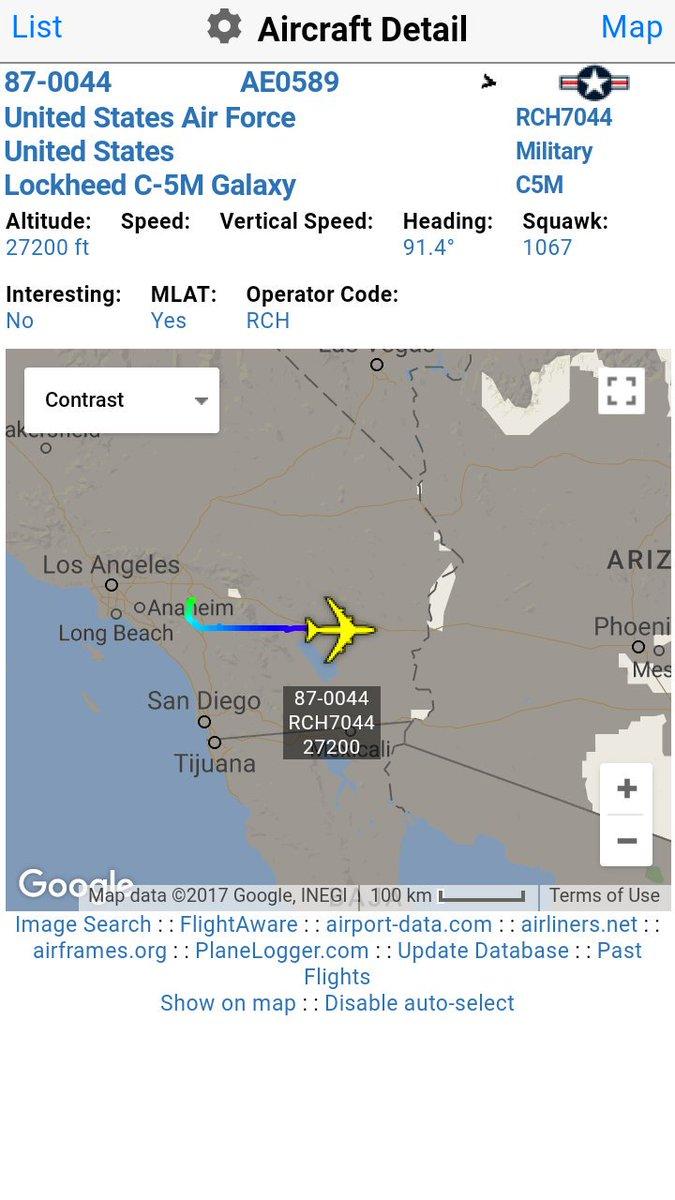 List Aircraft Detail Map
87-0044 AE0589
United States Air Force RCH7044
United States Military
Lockheed C-5M Galaxy C5M
Altitude: Speed: Vertical Speed: Heading: Squawk:
27200 ft 91.4° 1067
Interesting: MLAT: Operator Code:
No Yes RCH
Las Vegas
Contrast
akersfield
Los Angeles
ARIZ
Anaheim
Long Beach
Phoeni
Mes
San Diego
87-0044
RCH7044
27200
Mexicali
Tijuana
+
−
Google
Map data ©2017 Google, INEGI 100 km Terms of Use
BAJA
Image Search : : FlightAware : : airport-data.com : : airliners.net : :
airframes.org : : PlaneLogger.com : : Update Database : : Past
Flights
Show on map : : Disable auto-select